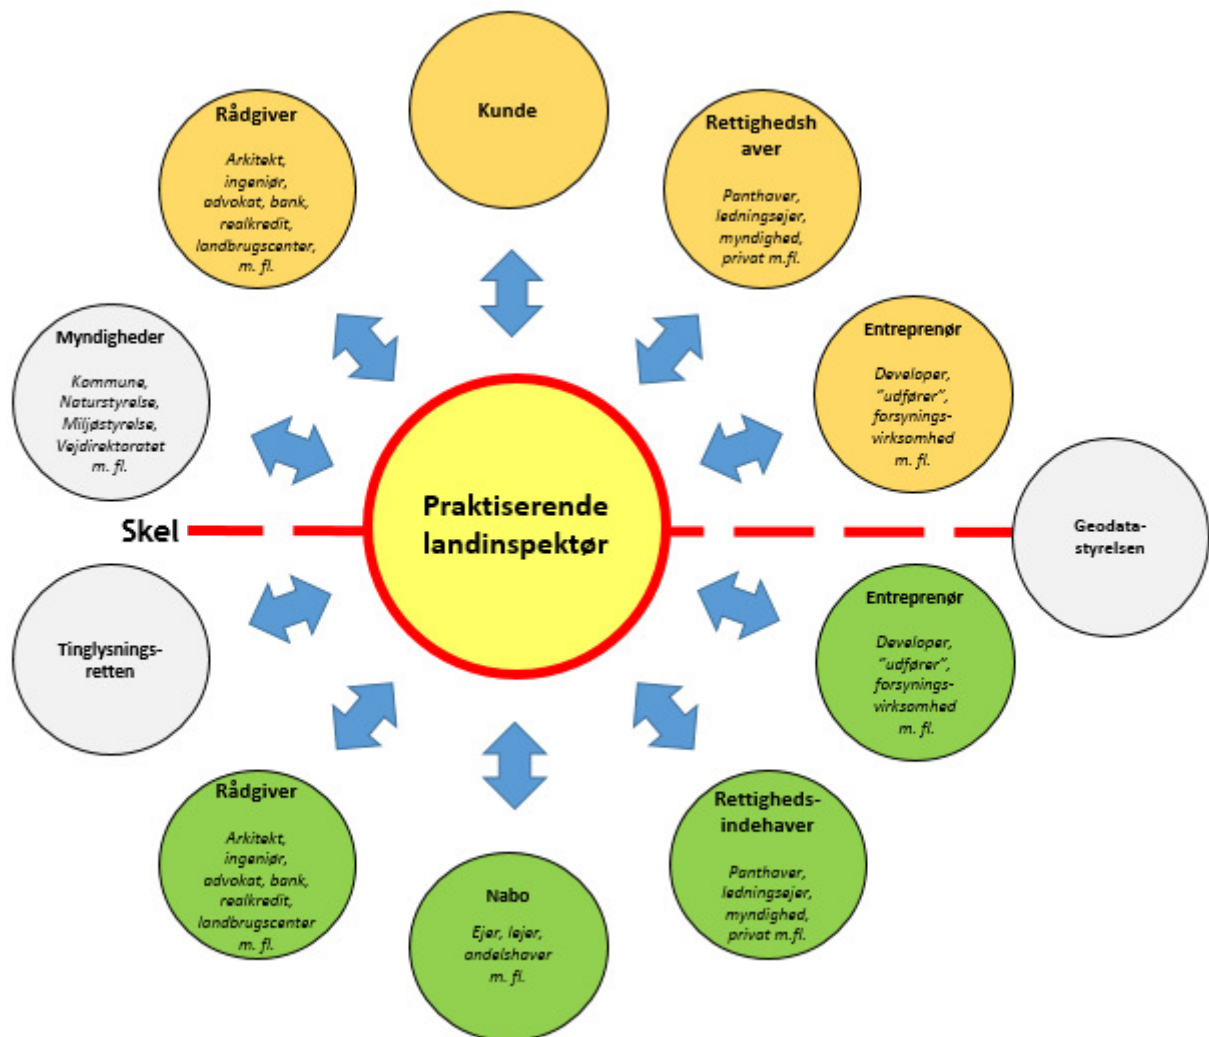 Kunde
Rådgiver
Arkitekt,
ingeniør,
advokat, bank,
realkredit,
landbrugscenter,
m. fl.
Rettighedsh
aver
Panthaver,
ledningsejer,
myndighed,
privat m.fl.
Myndigheder
Kommune,
Naturstyrelse,
Miljøstyrelse,
Vejdirektoratet
m. fl.
Entreprenør
Developer,
"udfører",
forsynings-
virksomhed
m. fl.
Praktiserende
landinspektør
Skel
Geodata-
styrelsen
Tinglysnings-
retten
Entreprenør
Developer,
"udfører",
forsynings-
virksomhed
m. fl.
Rådgiver
Arkitekt,
ingeniør,
advokat, bank,
realkredit,
landbrugscenter
m. fl.
Nabo
Ejer, lejer,
andelshaver
m. fl.
Rettigheds-
indehaver
Panthaver,
ledningsejer,
myndighed,
privat m.fl.